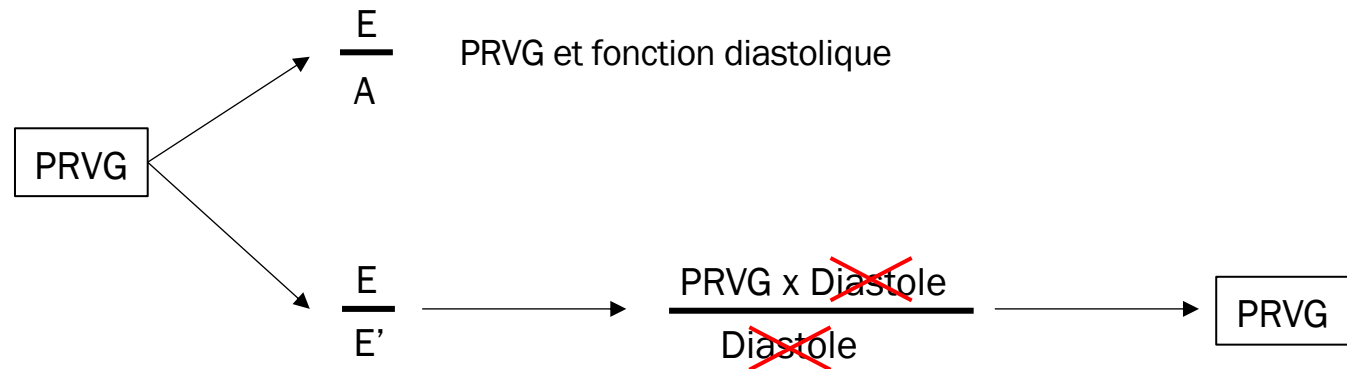 E
A
PRVG et fonction diastolique
PRVG
E
E’
PRVG x Diastole
Diastole
PRVG